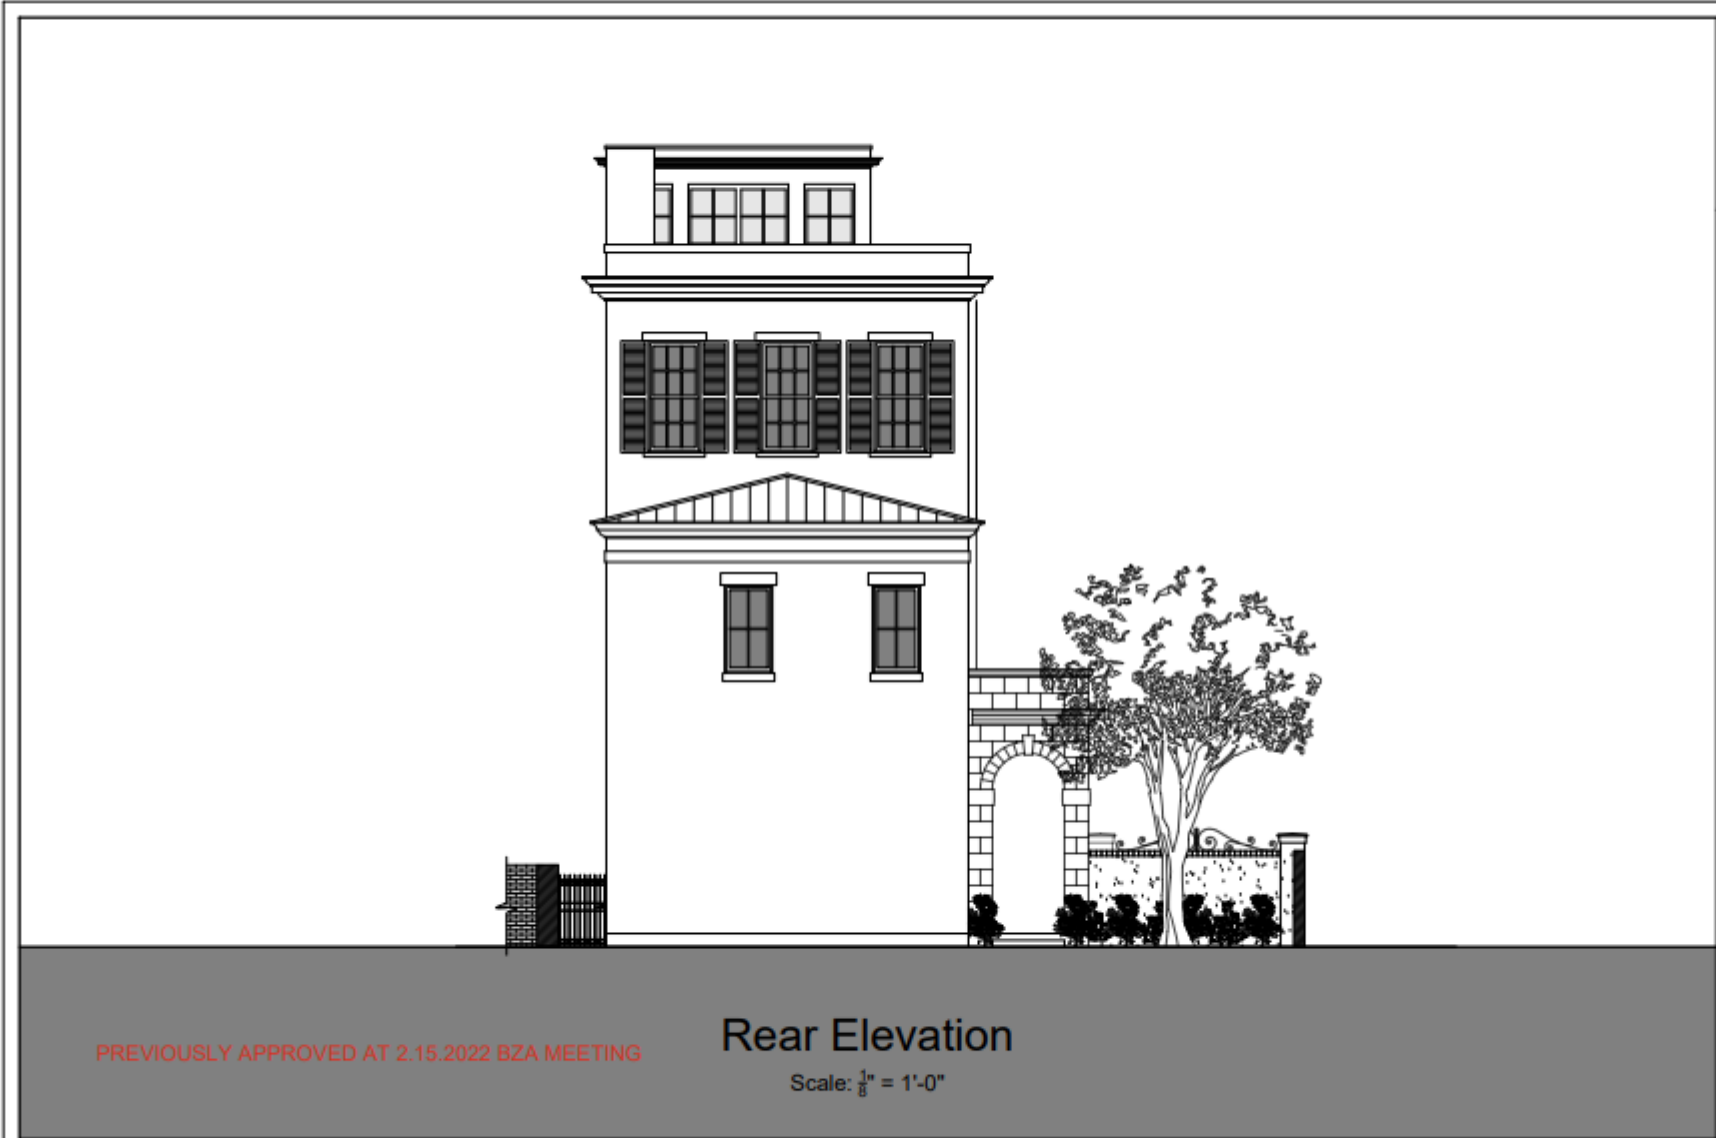 Rear Elevation
PREVIOUSLY APPROVED AT 2.15.2022 BZA MEETING
Scale: 1/8" = 1'-0"